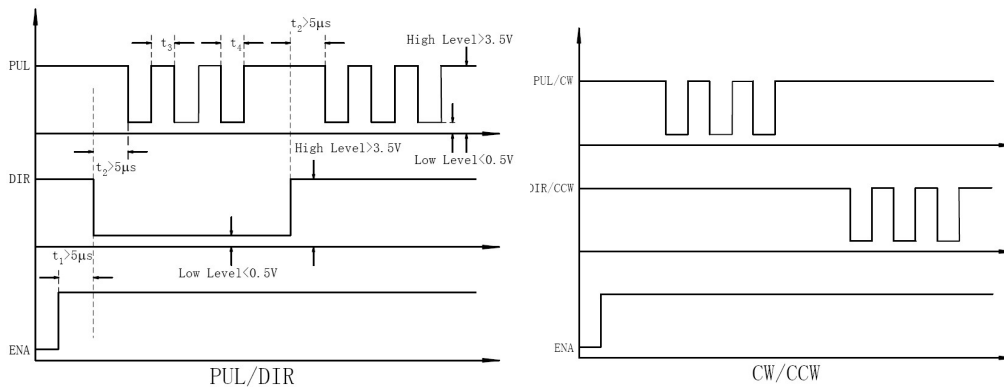 t₂>5μs
t₃
t₄
High Level>3.5V
PUL
Low Level<0.5V
t₂>5μs
High Level>3.5V
DIR
t₁>5μs
Low Level<0.5V
ENA
PUL/DIR
PUL/CW
DIR/CCW
ENA
CW/CCW